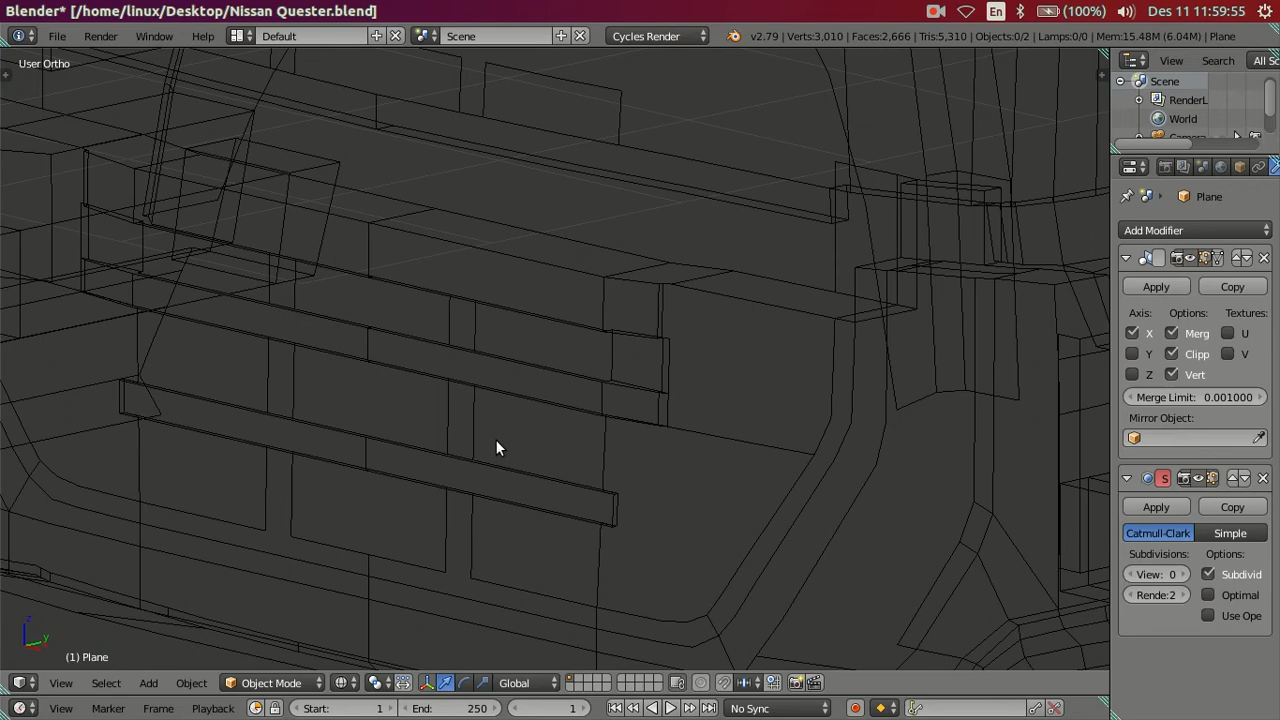 Blender* [/home/linux/Desktop/Nissan Quester.blend]
En (100%) Des 11 11:59:55
File Render Window Help Default Scene Cycles Render v2.79 | Verts:3,010 | Faces:2,666 | Tris:5,310 | Objects:0/2 | Lamps:0/0 | Mem:15.48M (6.04M) | Plane
User Ortho
View Search All Sc
Scene
RenderL
World
Camera
Plane
Add Modifier
Apply Copy
Axis: Options: Textures:
X Merg U
Y Clipp V
Z Vert
Merge Limit: 0.001000
Mirror Object:
S
Apply Copy
Catmull-Clark Simple
Subdivisions: Options:
View: 0 Subdivid
Rende:2 Optimal
Use Ope
z
y
(1) Plane
View Select Add Object Object Mode Global
View Marker Frame Playback Start: 1 End: 250 1 No Sync